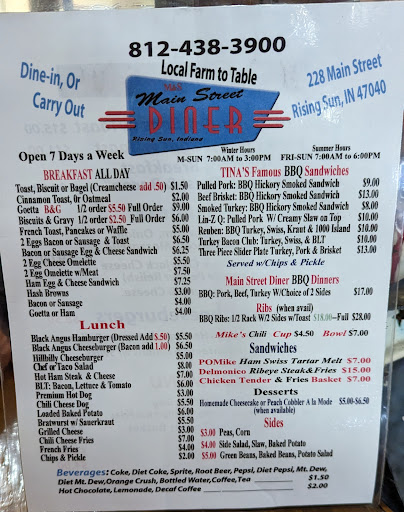 812-438-3900
Local Farm to Table
Dine-in, Or
Carry Out
228 Main Street
Rising Sun, IN 47040
Main Street
DINER
Rising Sun, Indiana
Open 7 Days a Week
Winter Hours
M-SUN 7:00AM to 3:00PM
Summer Hours
FRI-SUN 7:00AM to 6:00PM
BREAKFAST ALL DAY
Toast, Biscuit or Bagel (Creamcheese add .50) $1.50
Cinnamon Toast, 0r Oatmeal $2.00
Goetta B&G 1/2 order $5.50 Full Order $9.00
Biscuits & Gravy 1/2 order $2.50 Full Order $6.00
French Toast, Pancakes or Waffle $5.00
2 Eggs Bacon or Sausage & Toast $6.50
Bacon or Sausage Egg & Cheese Sandwich $6.25
2 Egg Cheese Omelette $5.50
2 Egg Omelette w/Meat $7.50
Ham Egg & Cheese Sandwich $7.25
Hash Browns $3.00
Bacon or Sausage $4.00
Goetta or Ham $4.00
Lunch
Black Angus Hamburger (Dressed Add $.50) $5.50
Black Angus Cheeseburger (Bacon add 1.00) $6.50
Hillbilly Cheeseburger $5.00
Chef or Taco Salad $8.00
Hot Ham Steak & Cheese $7.00
BLT: Bacon, Lettuce & Tomato $6.00
Premium Hot Dog $3.00
Chili Cheese Dog $5.50
Loaded Baked Potato $6.00
Bratwurst w/ Sauerkraut $5.50
Grilled Cheese $3.00
Chili Cheese Fries $7.00
French Fries $4.00
Chips & Pickle $2.00
TINA'S Famous BBQ Sandwiches
Pulled Pork: BBQ Hickory Smoked Sandwich $9.00
Beef Brisket: BBQ Hickory Smoked Sandwich $13.00
Smoked Turkey: BBQ Hickory Smoked Sandwich $8.00
Lin-Z Q: Pulled Pork W/ Creamy Slaw on Top $10.00
Reuben: BBQ Turkey, Swiss, Kraut & 1000 Island $10.00
Turkey Bacon Club: Turkey, Swiss, & BLT $10.00
Three Piece Slider Plate Turkey, Pork & Brisket $13.00
Served w/Chips & Pickle
Main Street Diner BBQ Dinners
BBQ: Pork, Beef, Turkey W/Choice of 2 Sides $17.00
Ribs (when avail)
BBQ Ribs: 1/2 Rack W/2 Sides w/Toast $18.00--Full $28.00
Mike's Chili Cup $4.50 Bowl $7.00
Sandwiches
POMike Ham Swiss Tartar Melt $7.00
Delmonico Ribeye Steak&Fries $15.00
Chicken Tender & Fries Basket $7.00
Desserts
Homemade Cheesecake or Peach Cobbler A la Mode $5.00-$6.50
(when available)
Sides
$3.00 Peas, Corn
$4.00 Side Salad, Slaw, Baked Potato
$5.00 Green Beans, Baked Beans, Potato Salad
Beverages: Coke, Diet Coke, Sprite, Root Beer, Pepsi, Diet Pepsi, Mt. Dew,
Diet Mt. Dew,Orange Crush, Bottled Water,Coffee,Tea $1.50
Hot Chocolate, Lemonade, Decaf Coffee $2.00